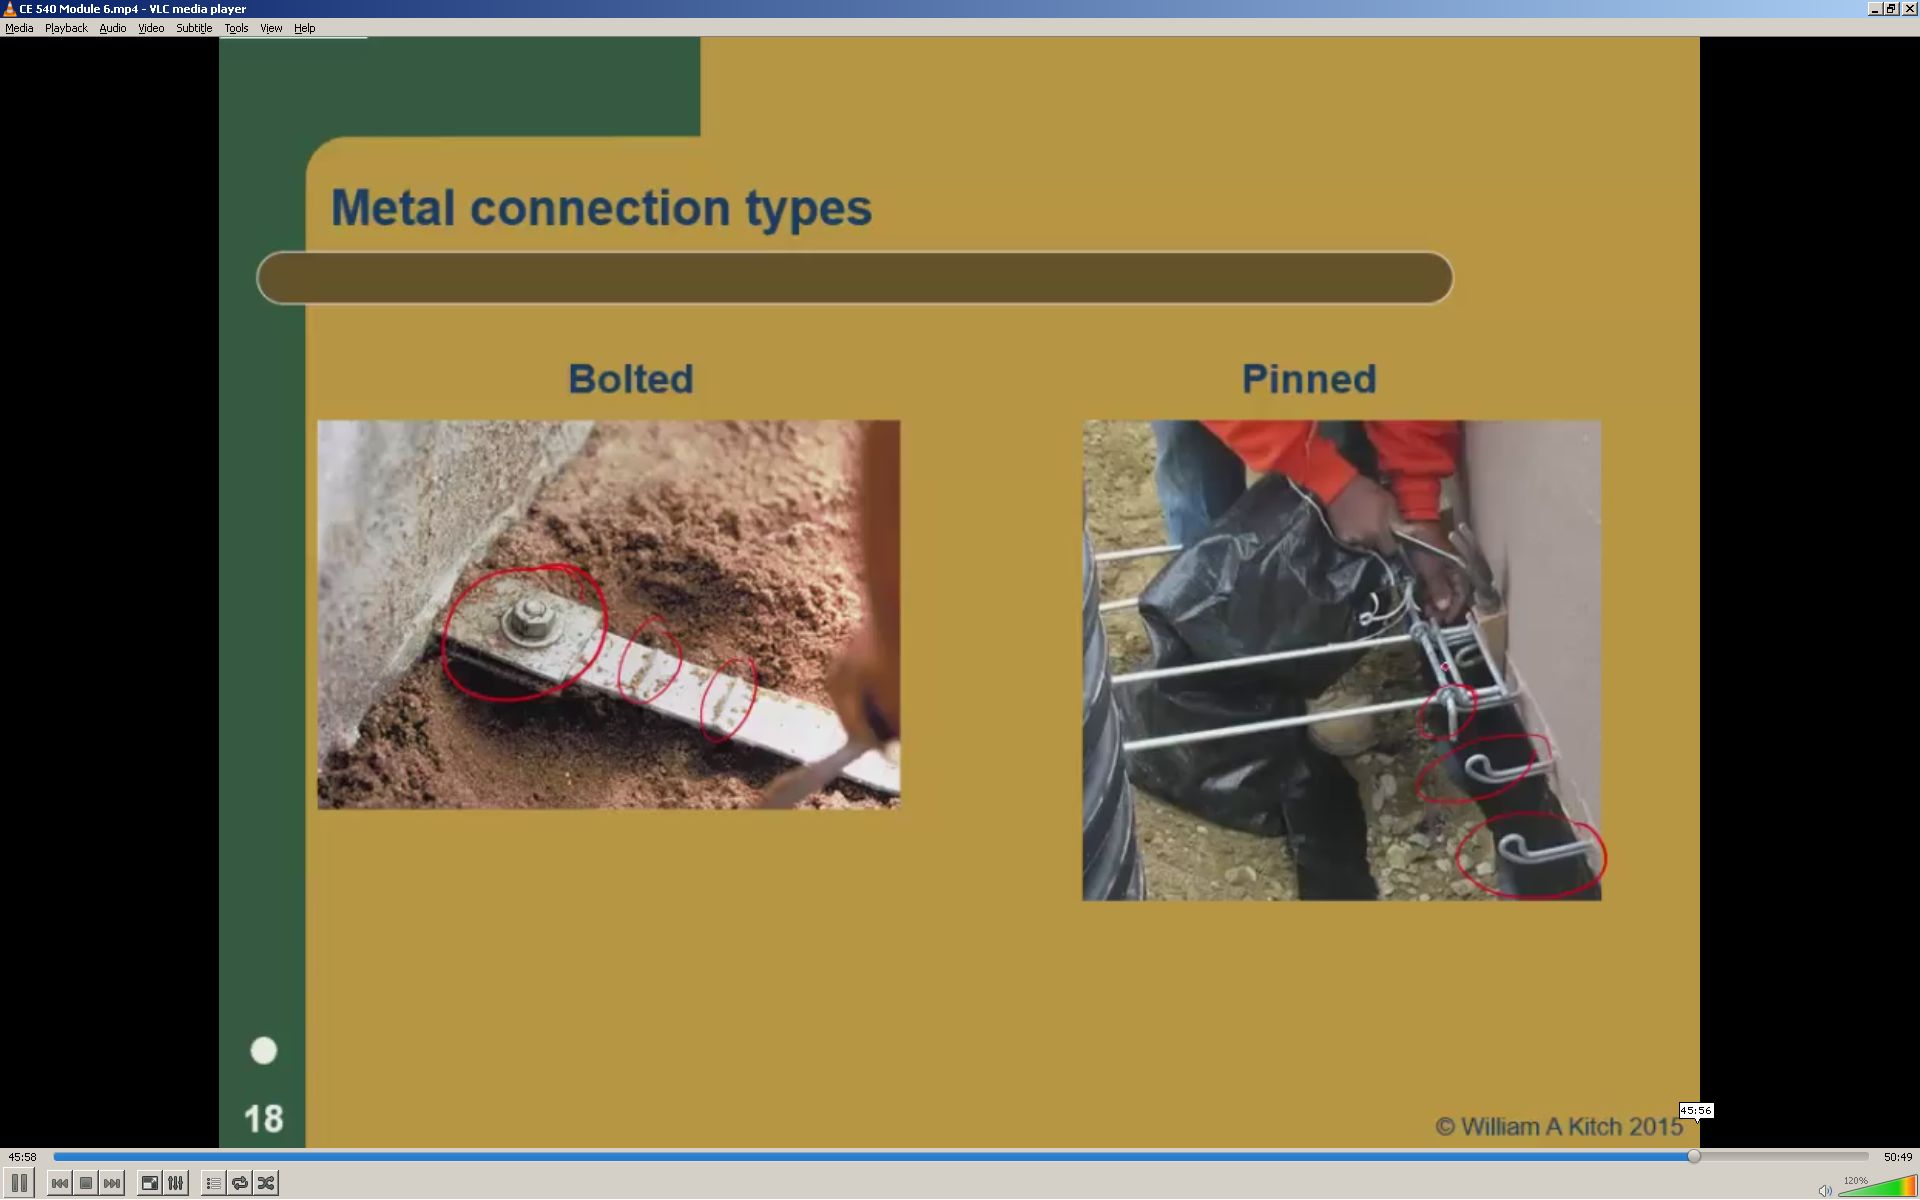 CE 540 Module 6.mp4 - VLC media player
Media Playback Audio Video Subtitle Tools View Help
Metal connection types
Bolted
Pinned
18
© William A Kitch 2015
45:56
45:58
50:49
120%